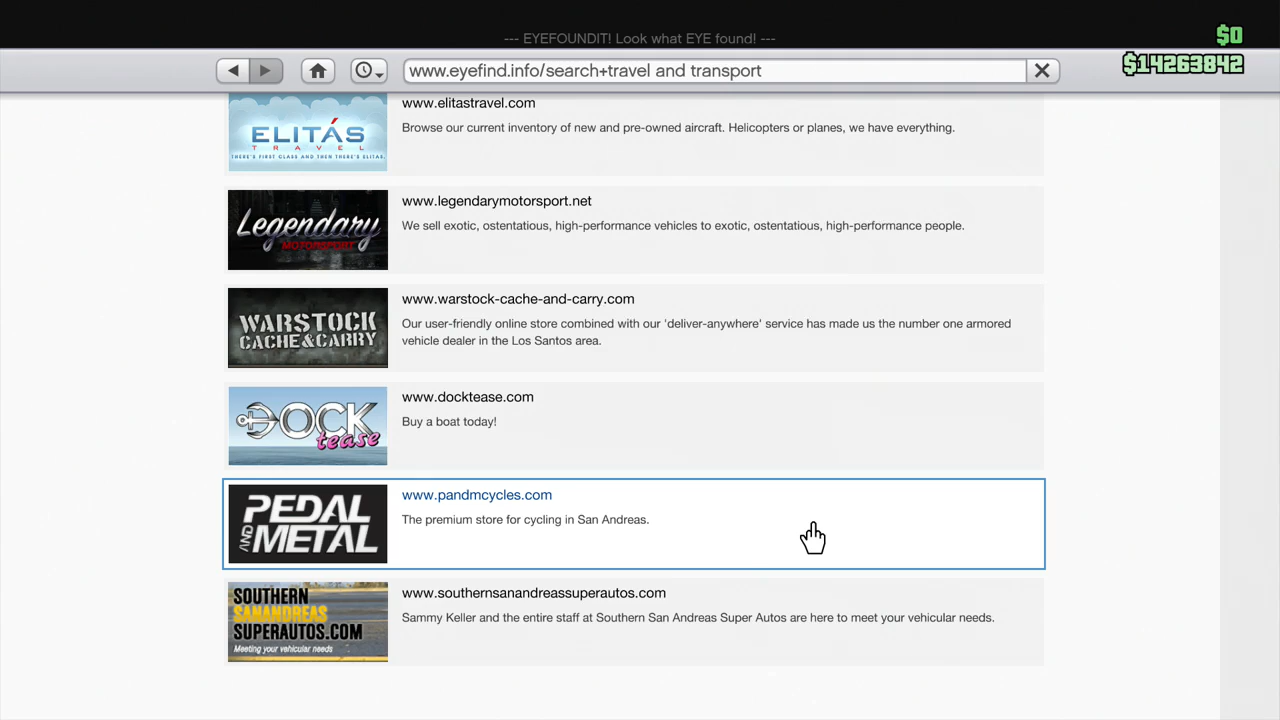 --- EYEFOUNDIT! Look what EYE found! ---
$0
www.eyefind.info/search+travel and transport
$14263842
ELITÁS
TRAVEL
THERE'S FIRST CLASS AND THEN THERE'S ELITAS.
www.elitastravel.com
Browse our current inventory of new and pre-owned aircraft. Helicopters or planes, we have everything.
Legendary
MOTORSPORT
www.legendarymotorsport.net
We sell exotic, ostentatious, high-performance vehicles to exotic, ostentatious, high-performance people.
WARSTOCK
CACHE&CARRY
www.warstock-cache-and-carry.com
Our user-friendly online store combined with our 'deliver-anywhere' service has made us the number one armored
vehicle dealer in the Los Santos area.
DOCK
tease
www.docktease.com
Buy a boat today!
PEDAL
AND METAL
www.pandmcycles.com
The premium store for cycling in San Andreas.
SOUTHERN
SANANDREAS
SUPERAUTOS.COM
Meeting your vehicular needs
www.southernsanandreassuperautos.com
Sammy Keller and the entire staff at Southern San Andreas Super Autos are here to meet your vehicular needs.